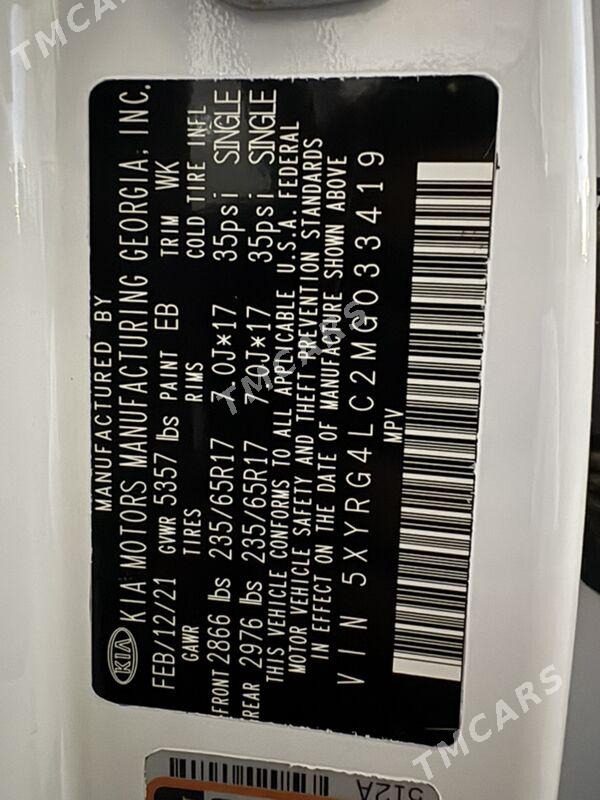 MANUFACTURED BY
KIA KIA MOTORS MANUFACTURING GEORGIA, INC.
FEB/12/21 GVWR 5357 lbs PAINT EB TRIM WK
GAWR TIRES RIMS COLD TIRE INFL
FRONT 2866 lbs 235/65R17 7.0J*17 35psi SINGLE
REAR 2976 lbs 235/65R17 7.0J*17 35psi SINGLE
THIS VEHICLE CONFORMS TO ALL APPLICABLE U.S.A. FEDERAL
MOTOR VEHICLE SAFETY AND THEFT PREVENTION STANDARDS
IN EFFECT ON THE DATE OF MANUFACTURE SHOWN ABOVE
VIN 5XYRG4LC2MG033419
MPV
512A
TMCARS
TMCARS
TMCARS